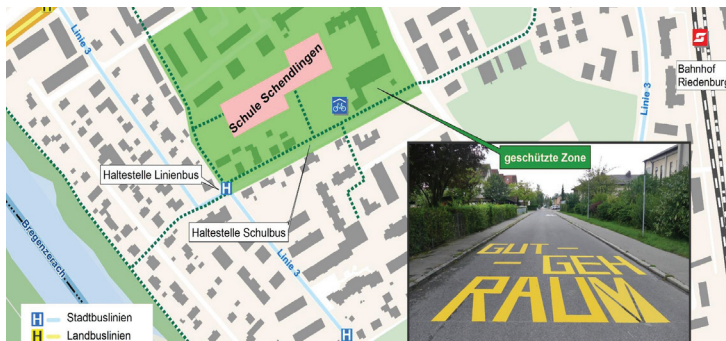 H
Linie 3
Schule Schendlingen
S
Bahnhof
Riedenburg
Linie 3
geschützte Zone
Haltestelle Linienbus
H
Haltestelle Schulbus
GUT –
– GEH
RAUM
Bregenzerach
Linie 3
H Stadtbuslinien
H
H Landbuslinien